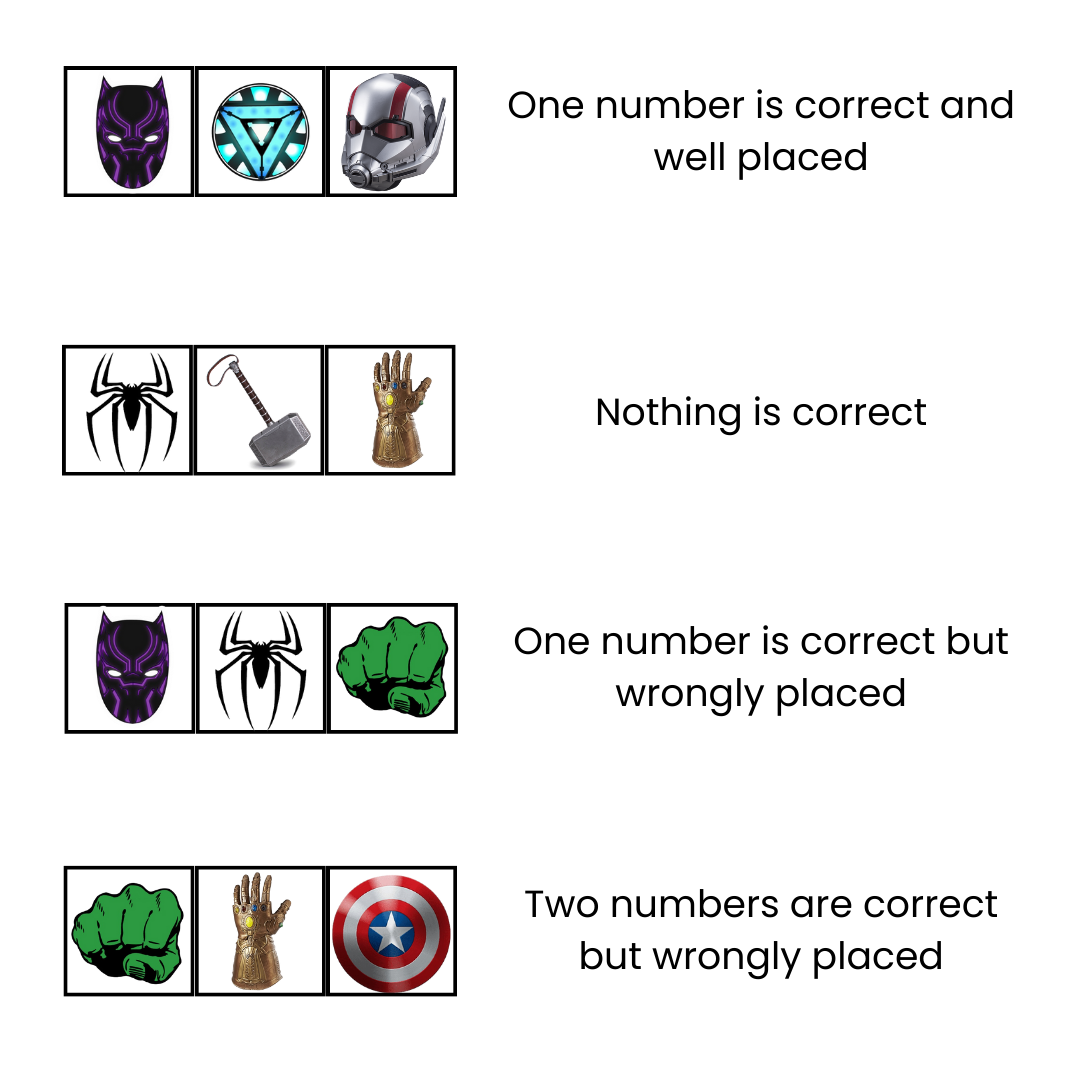 One number is correct and
well placed
Nothing is correct
One number is correct but
wrongly placed
Two numbers are correct
but wrongly placed